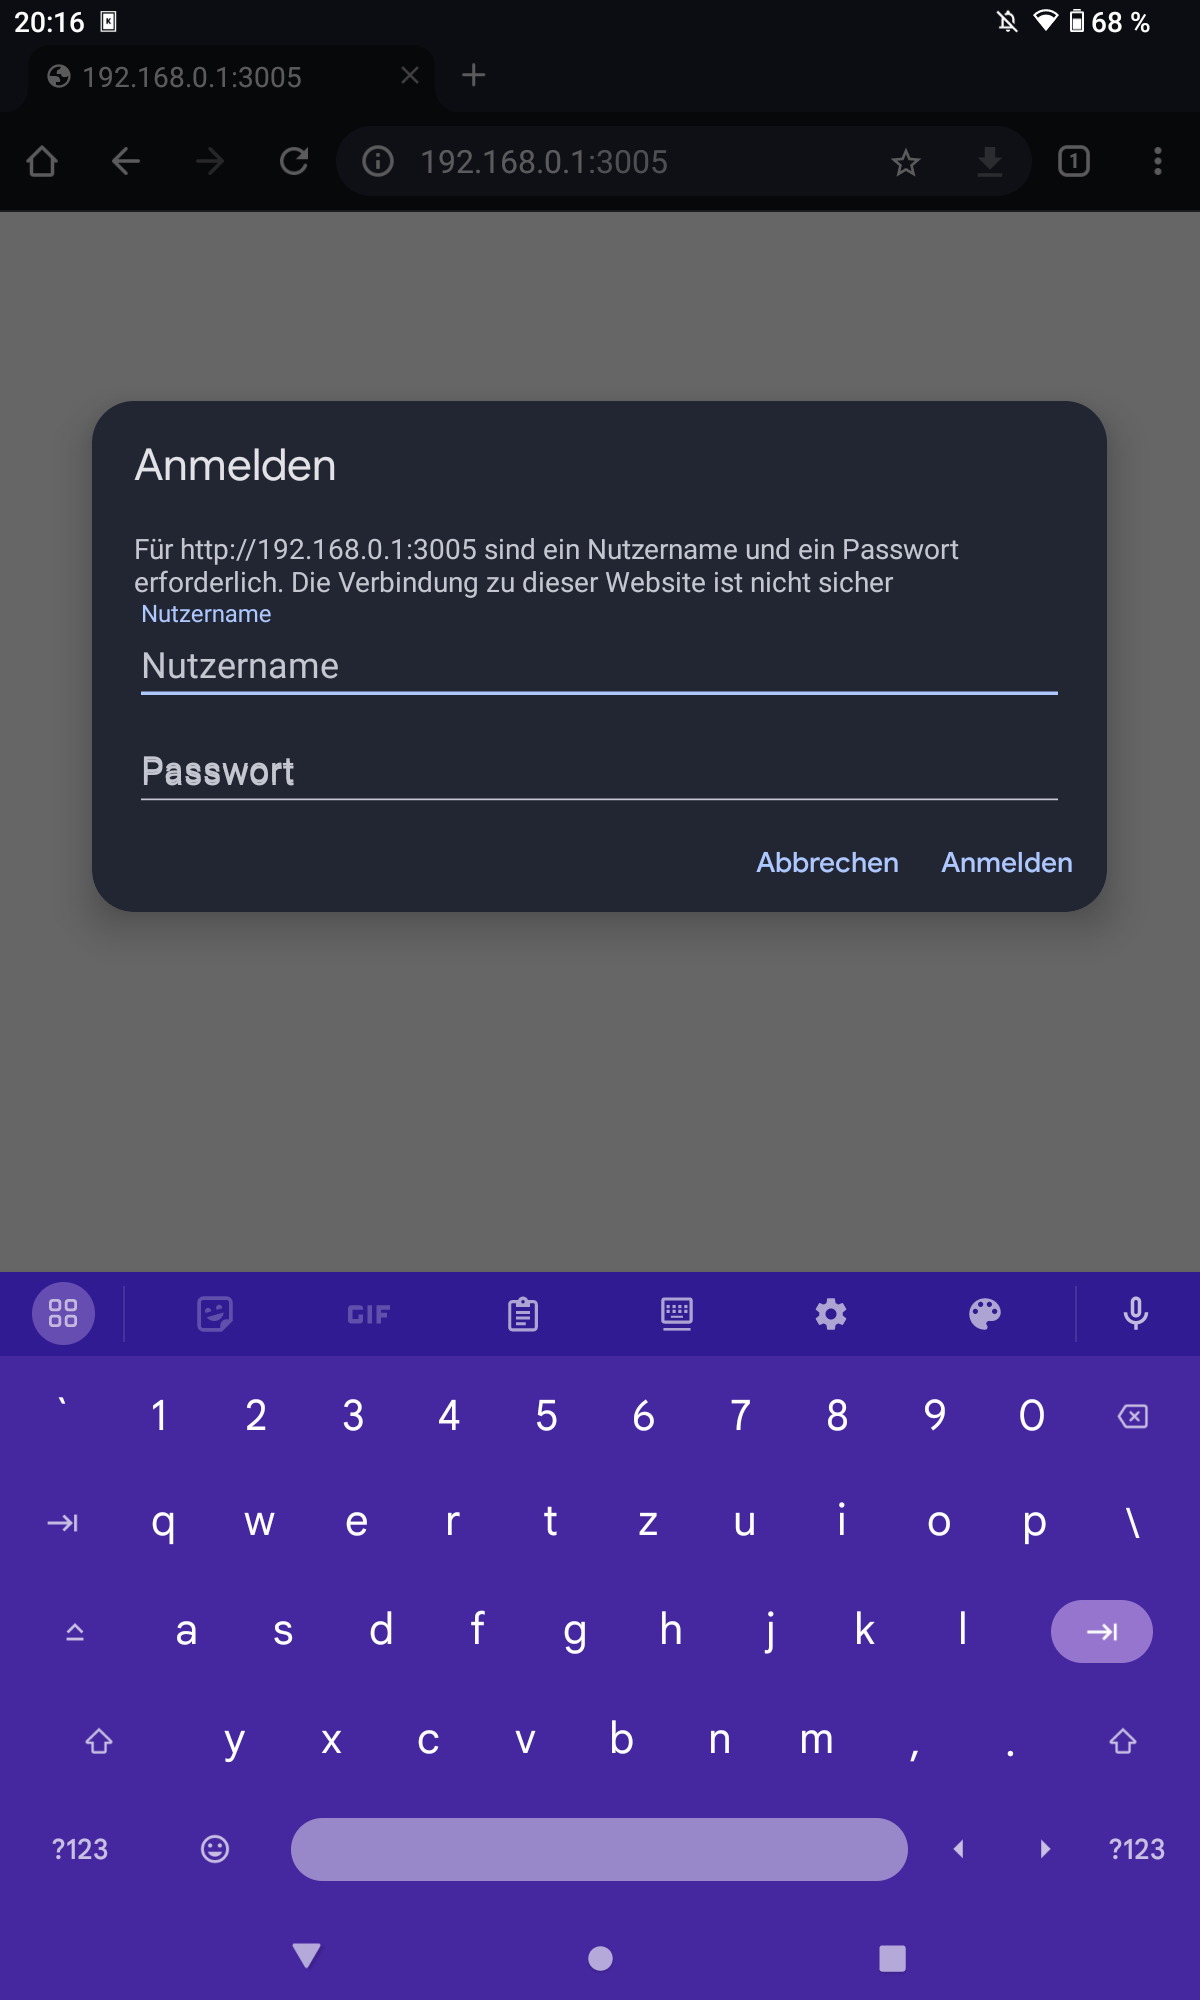 20:16 68 %
192.168.0.1:3005
192.168.0.1:3005 1
Anmelden
Für http://192.168.0.1:3005 sind ein Nutzername und ein Passwort
erforderlich. Die Verbindung zu dieser Website ist nicht sicher
Nutzername
Nutzername
Passwort
Abbrechen Anmelden
GIF
` 1 2 3 4 5 6 7 8 9 0
q w e r t z u i o p \
a s d f g h j k l
y x c v b n m , .
?123 ?123